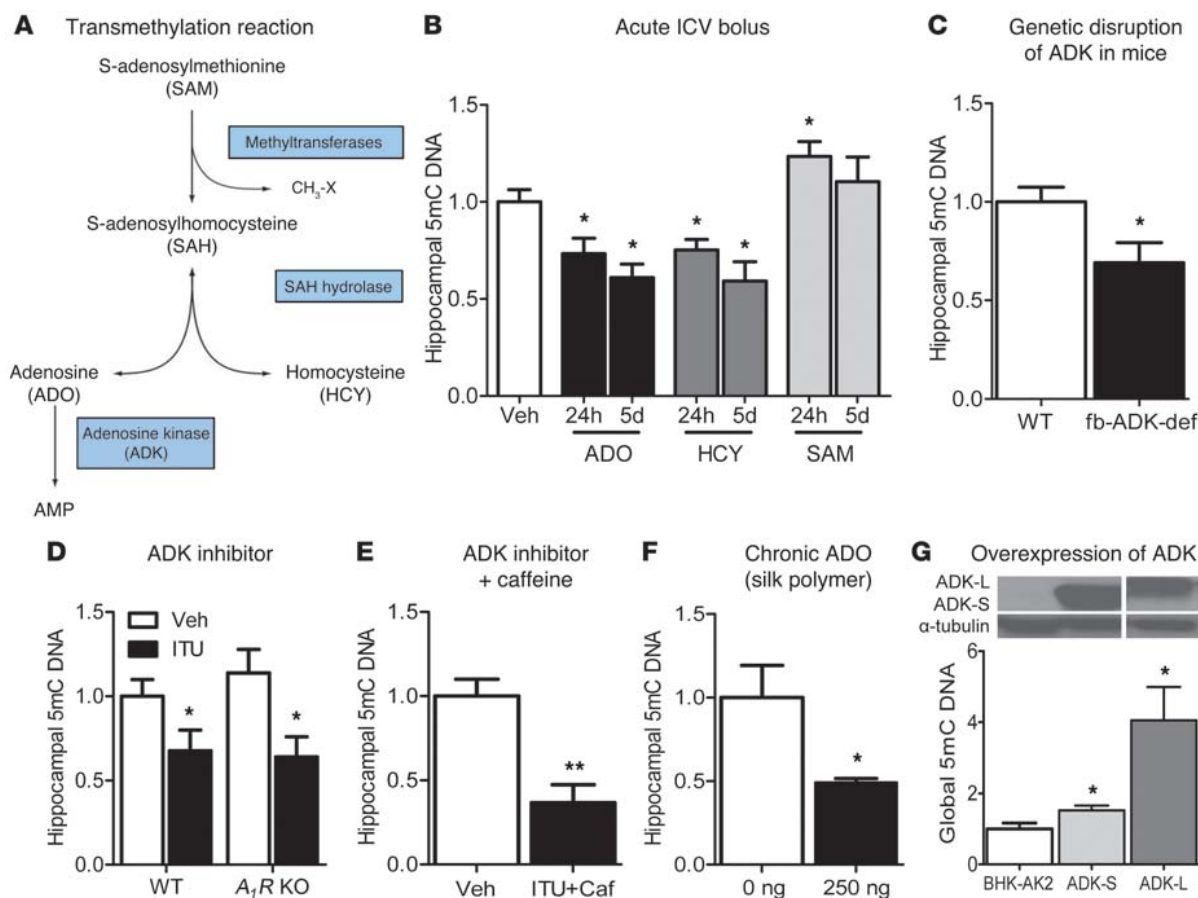 A Transmethylation reaction
S-adenosylmethionine
(SAM)
Methyltransferases
CH3-X
S-adenosylhomocysteine
(SAH)
SAH hydrolase
Adenosine
(ADO)
Homocysteine
(HCY)
Adenosine kinase
(ADK)
AMP
B Acute ICV bolus
Hippocampal 5mC DNA
1.5
1.0
0.5
0.0
* * * * *
Veh 24h 5d 24h 5d 24h 5d
ADO HCY SAM
C Genetic disruption
of ADK in mice
Hippocampal 5mC DNA
1.5
1.0
0.5
0.0
*
WT fb-ADK-def
D ADK inhibitor
Hippocampal 5mC DNA
1.5
1.0
0.5
0.0
Veh
ITU
* *
WT A1R KO
E ADK inhibitor
+ caffeine
Hippocampal 5mC DNA
1.5
1.0
0.5
0.0
**
Veh ITU+Caf
F Chronic ADO
(silk polymer)
Hippocampal 5mC DNA
1.5
1.0
0.5
0.0
*
0 ng 250 ng
G Overexpression of ADK
ADK-L
ADK-S
α-tubulin
Global 5mC DNA
6
4
2
0
* *
BHK-AK2 ADK-S ADK-L